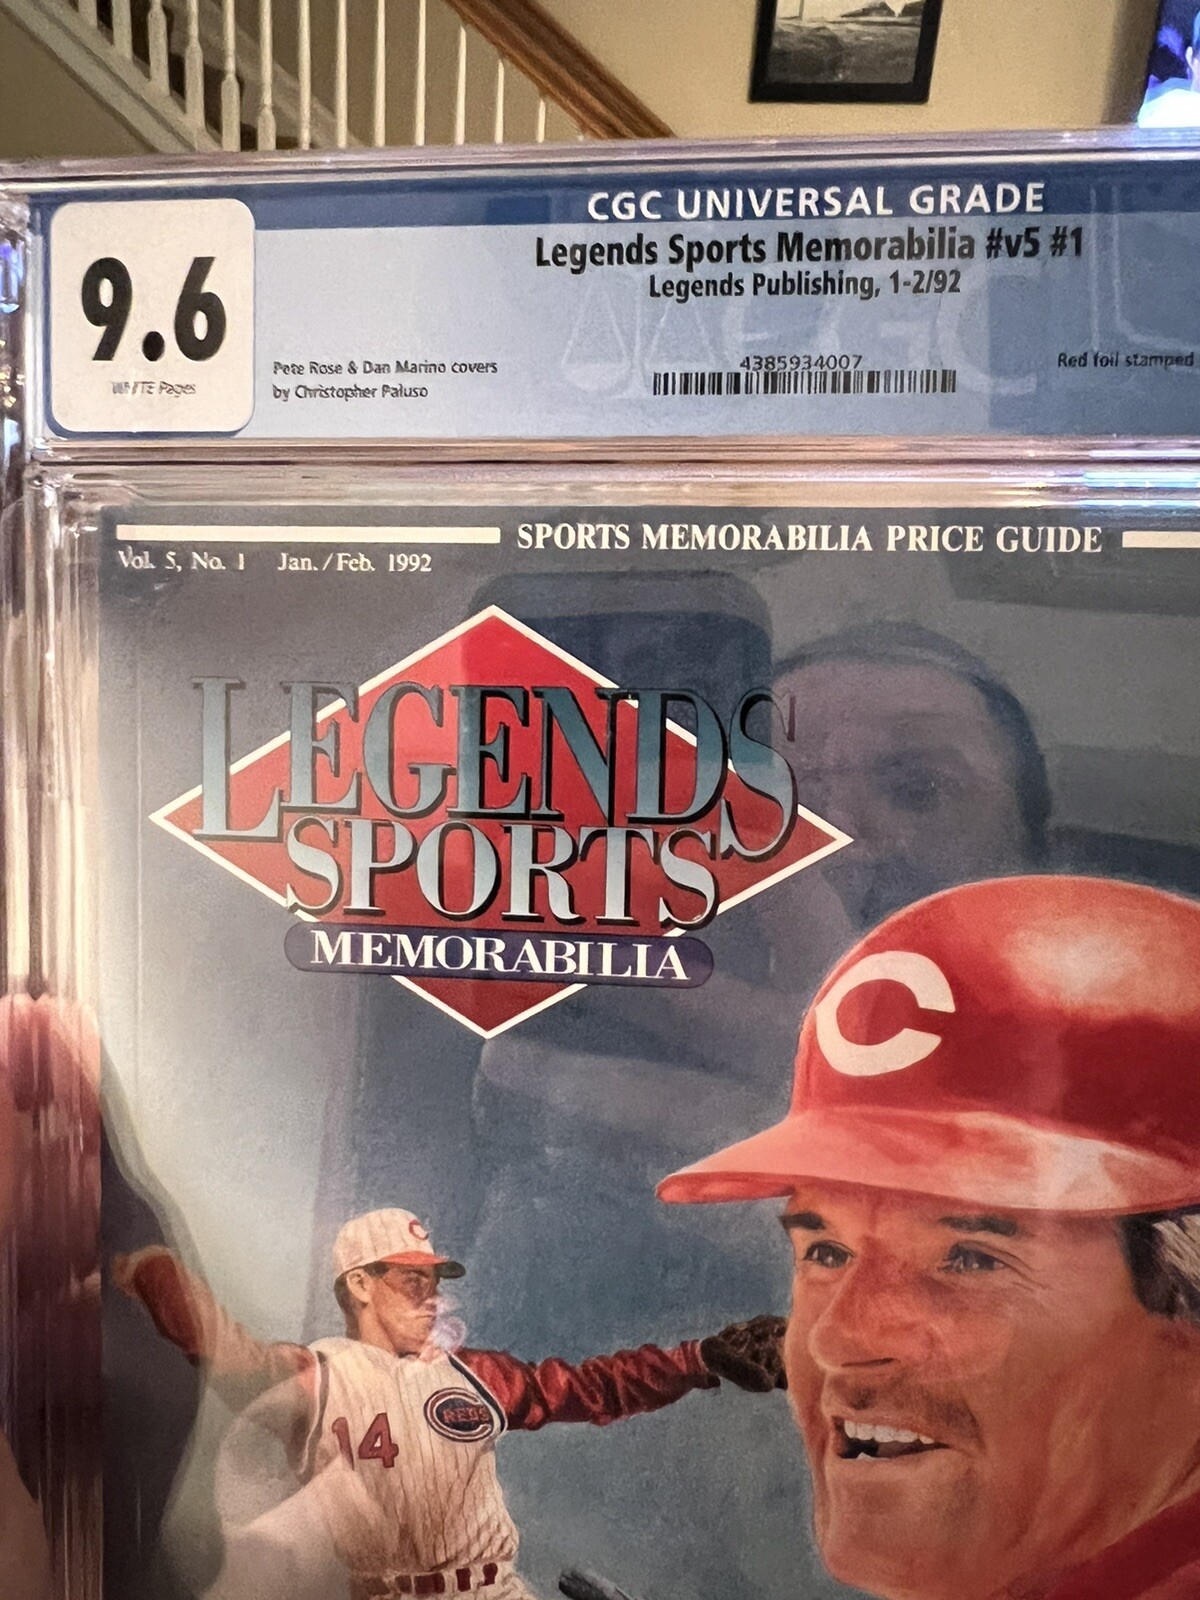 CGC UNIVERSAL GRADE
9.6
WHITE Pages
Legends Sports Memorabilia #v5 #1
Legends Publishing, 1-2/92
Pete Rose & Dan Marino covers
by Christopher Paluso
4385934007
Red foil stamped
SPORTS MEMORABILIA PRICE GUIDE
Vol. 5, No. 1 Jan./Feb. 1992
LEGENDS
SPORTS
MEMORABILIA
C
C
REDS
14